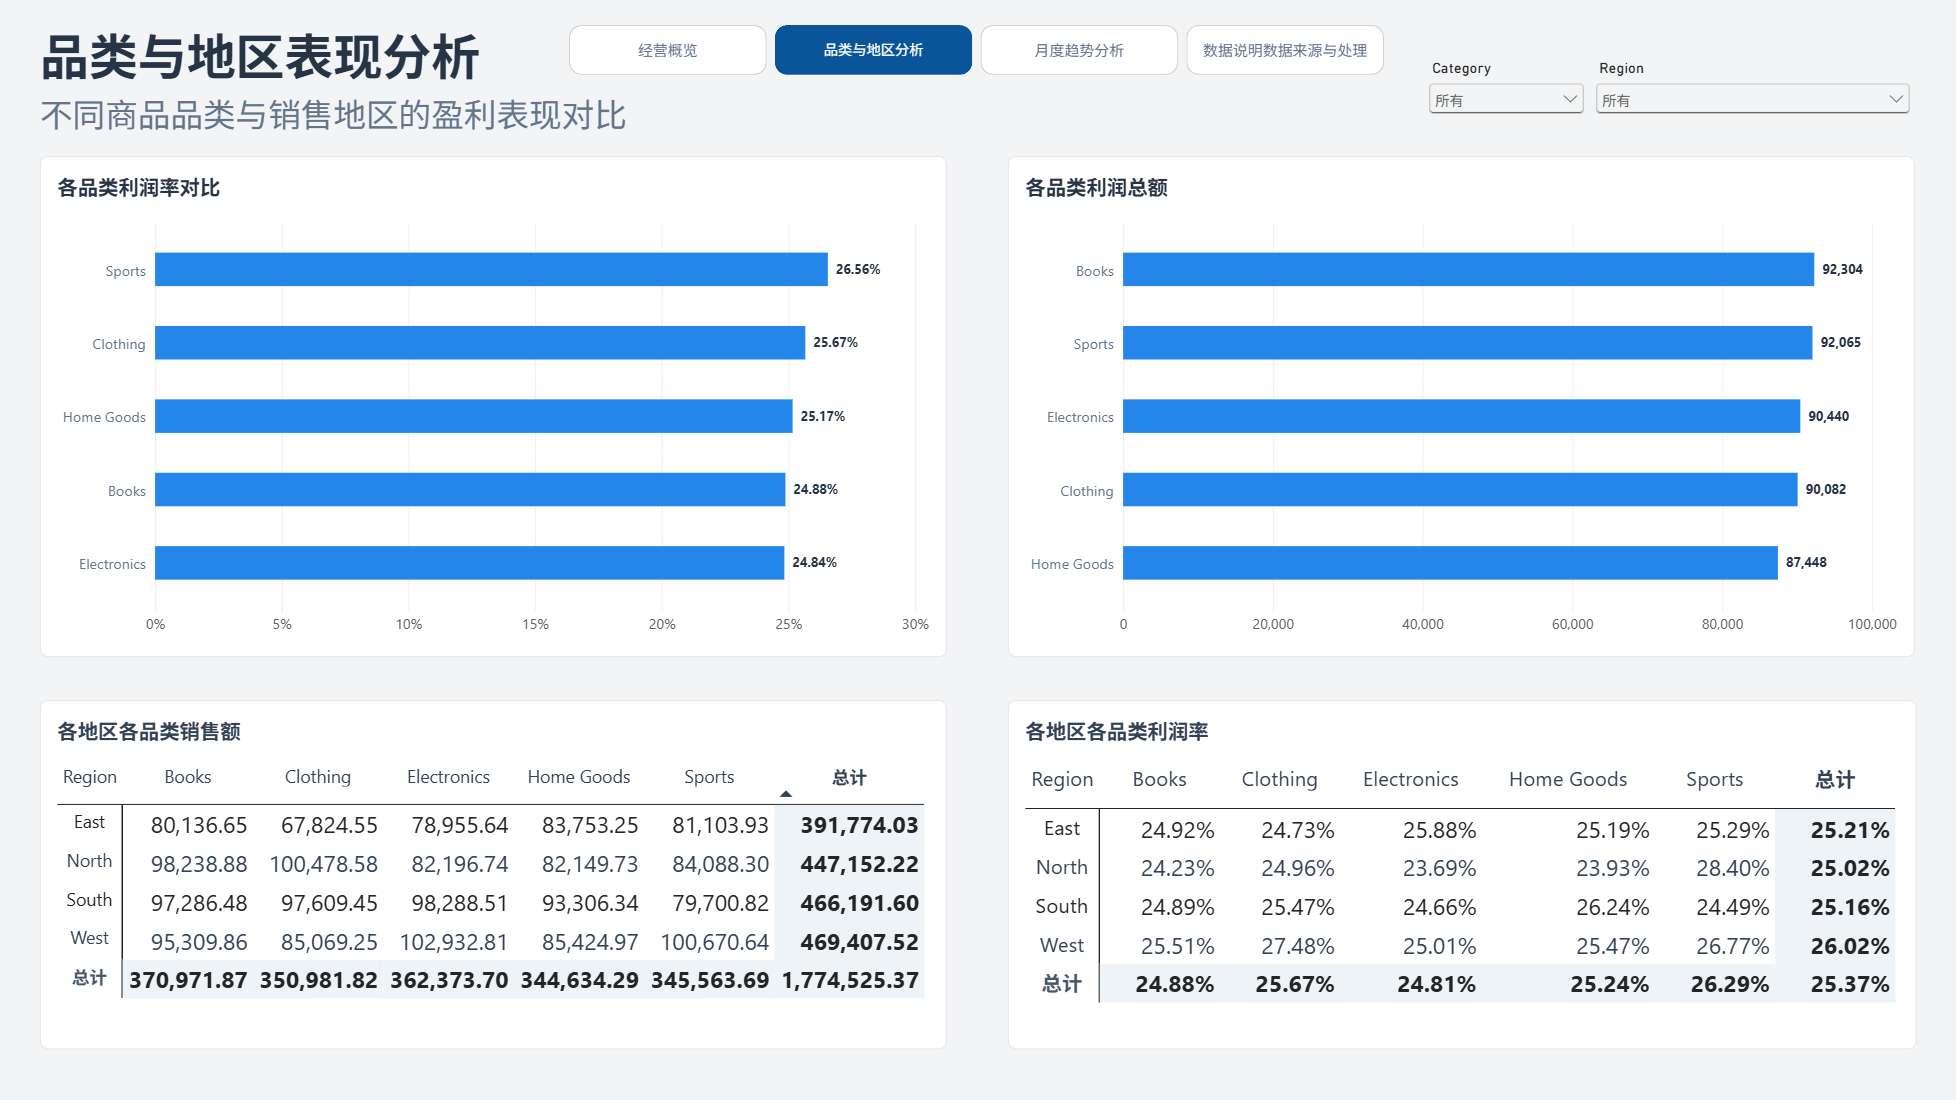 品类与地区表现分析
不同商品品类与销售地区的盈利表现对比
经营概览
品类与地区分析
月度趋势分析
数据说明数据来源与处理
Category
所有
Region
所有
各品类利润率对比
Sports 26.56%
Clothing 25.67%
Home Goods 25.17%
Books 24.88%
Electronics 24.84%
0% 5% 10% 15% 20% 25% 30%
各品类利润总额
Books 92,304
Sports 92,065
Electronics 90,440
Clothing 90,082
Home Goods 87,448
0 20,000 40,000 60,000 80,000 100,000
各地区各品类销售额
Region Books Clothing Electronics Home Goods Sports 总计
East 80,136.65 67,824.55 78,955.64 83,753.25 81,103.93 391,774.03
North 98,238.88 100,478.58 82,196.74 82,149.73 84,088.30 447,152.22
South 97,286.48 97,609.45 98,288.51 93,306.34 79,700.82 466,191.60
West 95,309.86 85,069.25 102,932.81 85,424.97 100,670.64 469,407.52
总计 370,971.87 350,981.82 362,373.70 344,634.29 345,563.69 1,774,525.37
各地区各品类利润率
Region Books Clothing Electronics Home Goods Sports 总计
East 24.92% 24.73% 25.88% 25.19% 25.29% 25.21%
North 24.23% 24.96% 23.69% 23.93% 28.40% 25.02%
South 24.89% 25.47% 24.66% 26.24% 24.49% 25.16%
West 25.51% 27.48% 25.01% 25.47% 26.77% 26.02%
总计 24.88% 25.67% 24.81% 25.24% 26.29% 25.37%